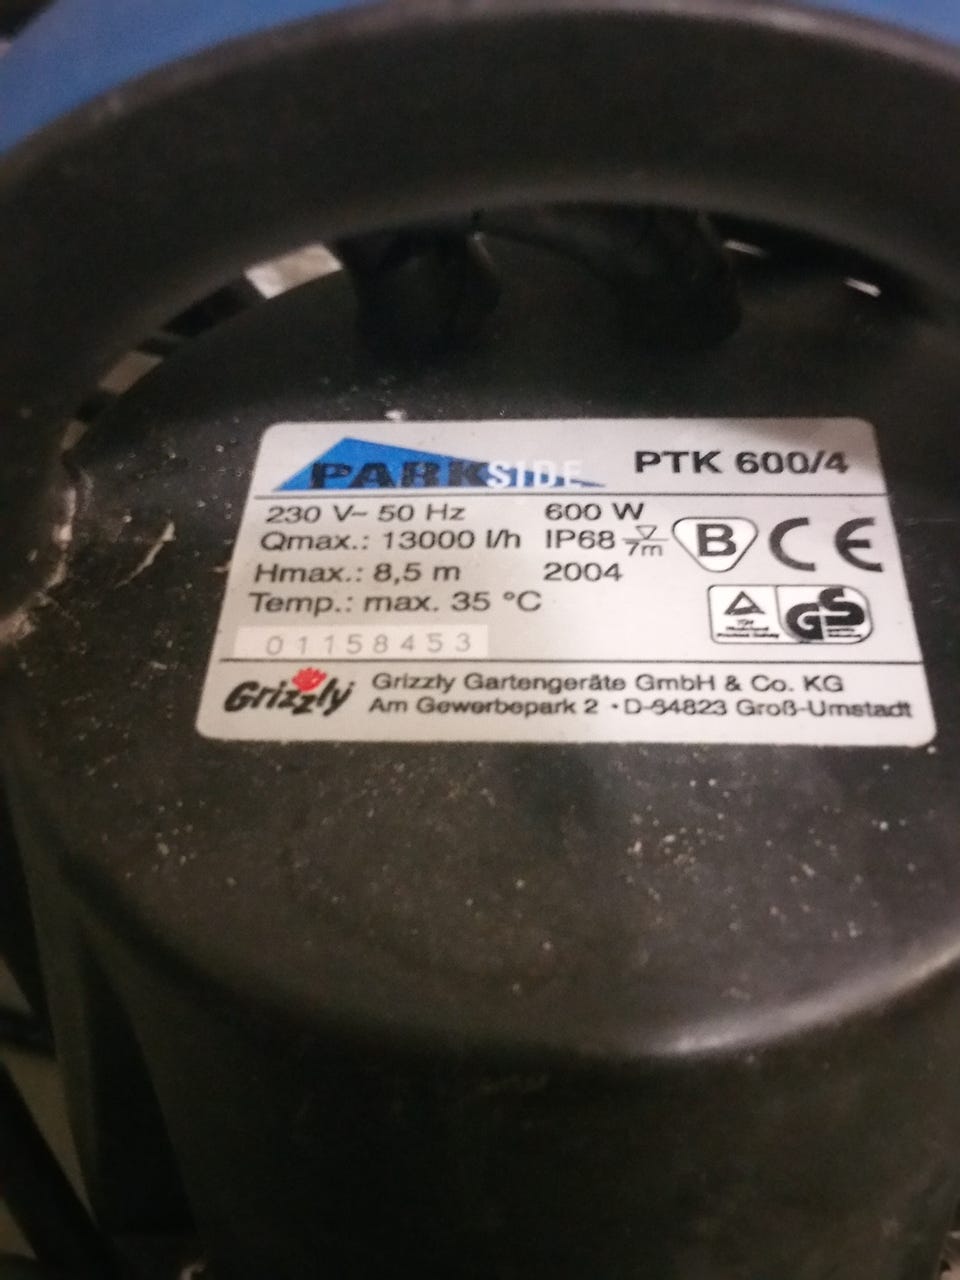 PARKSIDE PTK 600/4
230 V~ 50 Hz 600 W
Qmax.: 13000 l/h IP68 7m B CE
Hmax.: 8,5 m 2004
Temp.: max. 35 °C
TÜV GS
01158453
Grizzly Grizzly Gartengeräte GmbH & Co. KG
Am Gewerbepark 2 · D-64823 Groß-Umstadt